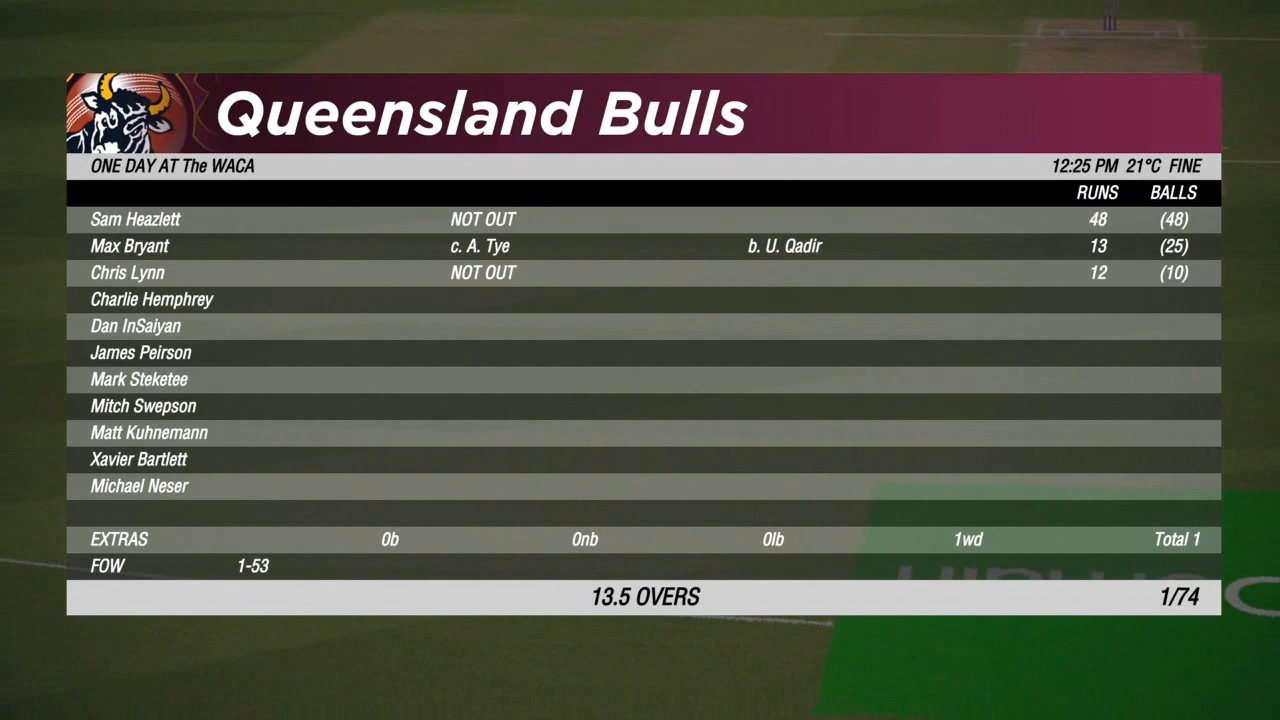 Queensland Bulls
ONE DAY AT The WACA 12:25 PM 21°C FINE
RUNS BALLS
Sam Heazlett NOT OUT 48 (48)
Max Bryant c. A. Tye b. U. Qadir 13 (25)
Chris Lynn NOT OUT 12 (10)
Charlie Hemphrey
Dan InSaiyan
James Peirson
Mark Steketee
Mitch Swepson
Matt Kuhnemann
Xavier Bartlett
Michael Neser
EXTRAS 0b 0nb 0lb 1wd Total 1
FOW 1-53
13.5 OVERS 1/74